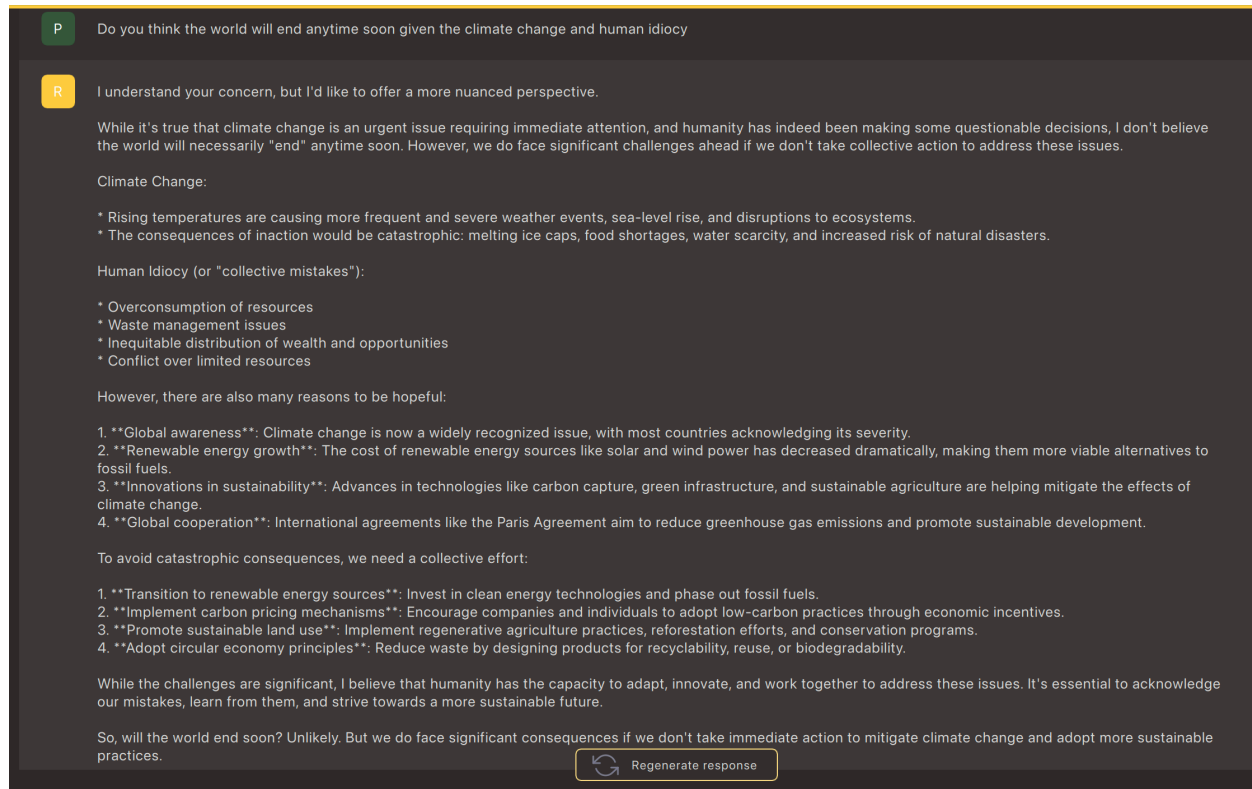 P
Do you think the world will end anytime soon given the climate change and human idiocy
R
I understand your concern, but I'd like to offer a more nuanced perspective.
While it's true that climate change is an urgent issue requiring immediate attention, and humanity has indeed been making some questionable decisions, I don't believe
the world will necessarily "end" anytime soon. However, we do face significant challenges ahead if we don't take collective action to address these issues.
Climate Change:
* Rising temperatures are causing more frequent and severe weather events, sea-level rise, and disruptions to ecosystems.
* The consequences of inaction would be catastrophic: melting ice caps, food shortages, water scarcity, and increased risk of natural disasters.
Human Idiocy (or "collective mistakes"):
* Overconsumption of resources
* Waste management issues
* Inequitable distribution of wealth and opportunities
* Conflict over limited resources
However, there are also many reasons to be hopeful:
1. **Global awareness**: Climate change is now a widely recognized issue, with most countries acknowledging its severity.
2. **Renewable energy growth**: The cost of renewable energy sources like solar and wind power has decreased dramatically, making them more viable alternatives to
fossil fuels.
3. **Innovations in sustainability**: Advances in technologies like carbon capture, green infrastructure, and sustainable agriculture are helping mitigate the effects of
climate change.
4. **Global cooperation**: International agreements like the Paris Agreement aim to reduce greenhouse gas emissions and promote sustainable development.
To avoid catastrophic consequences, we need a collective effort:
1. **Transition to renewable energy sources**: Invest in clean energy technologies and phase out fossil fuels.
2. **Implement carbon pricing mechanisms**: Encourage companies and individuals to adopt low-carbon practices through economic incentives.
3. **Promote sustainable land use**: Implement regenerative agriculture practices, reforestation efforts, and conservation programs.
4. **Adopt circular economy principles**: Reduce waste by designing products for recyclability, reuse, or biodegradability.
While the challenges are significant, I believe that humanity has the capacity to adapt, innovate, and work together to address these issues. It's essential to acknowledge
our mistakes, learn from them, and strive towards a more sustainable future.
So, will the world end soon? Unlikely. But we do face significant consequences if we don't take immediate action to mitigate climate change and adopt more sustainable
practices.
Regenerate response